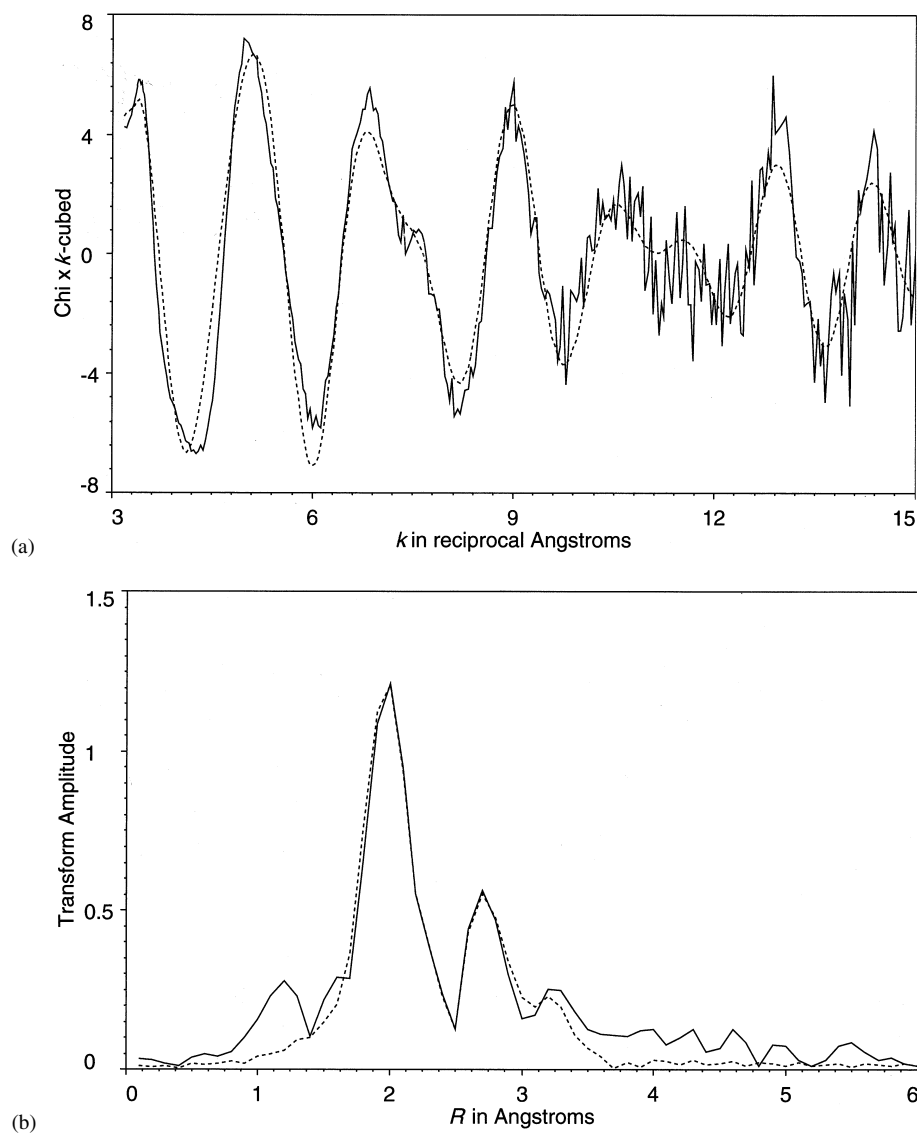 8
4
0
-4
-8
Chi x k-cubed
3 6 9 12 15
k in reciprocal Angstroms
(a)
1.5
1
0.5
0
Transform Amplitude
0 1 2 3 4 5 6
R in Angstroms
(b)